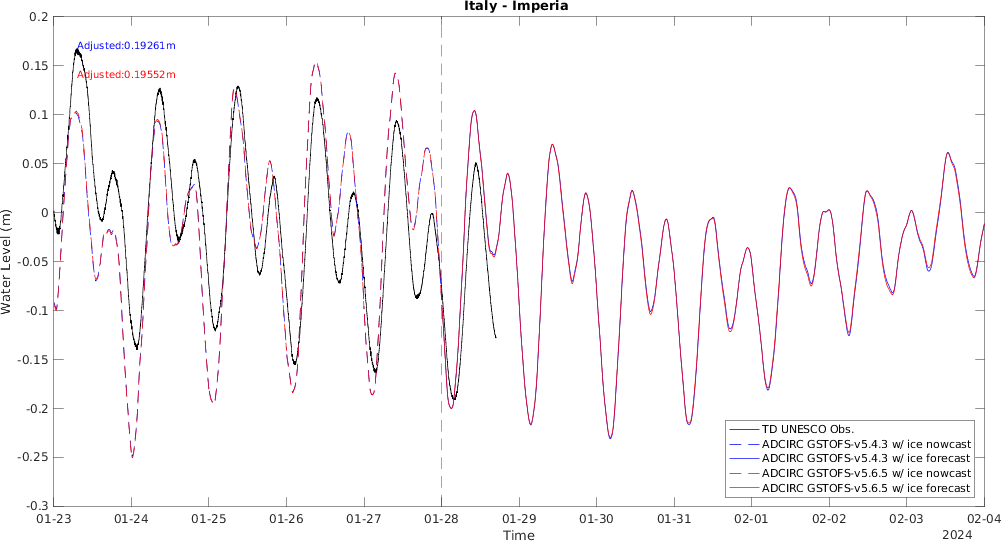 Italy - Imperia
Adjusted:0.19261m
Adjusted:0.19552m
Water Level (m)
0.2
0.15
0.1
0.05
0
-0.05
-0.1
-0.15
-0.2
-0.25
-0.3
TD UNESCO Obs.
ADCIRC GSTOFS-v5.4.3 w/ ice nowcast
ADCIRC GSTOFS-v5.4.3 w/ ice forecast
ADCIRC GSTOFS-v5.6.5 w/ ice nowcast
ADCIRC GSTOFS-v5.6.5 w/ ice forecast
01-23 01-24 01-25 01-26 01-27 01-28 01-29 01-30 01-31 02-01 02-02 02-03 02-04
Time
2024